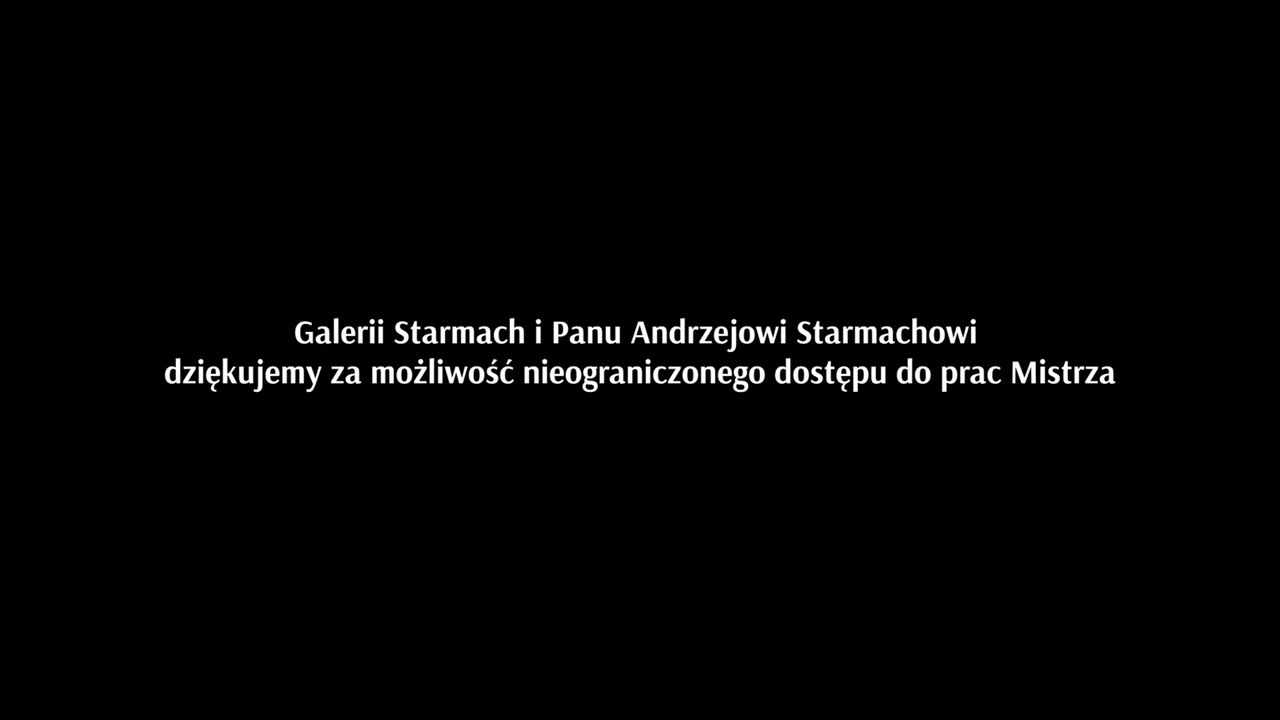 Galerii Starmach i Panu Andrzejowi Starmachowi
dziękujemy za możliwość nieograniczonego dostępu do prac Mistrza